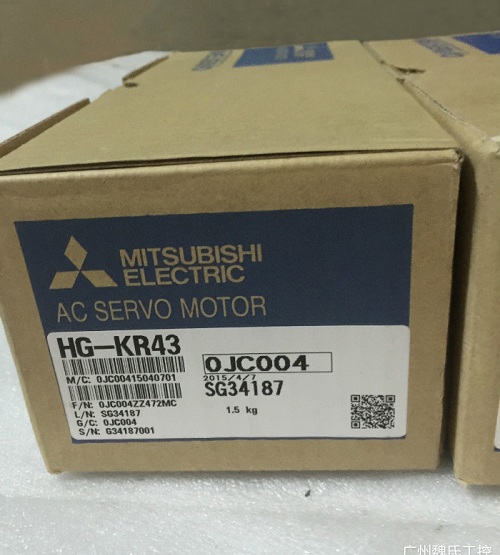 MITSUBISHI
ELECTRIC
AC SERVO MOTOR
HG-KR43
0JC004
M/C: 0JC00415040701
2015/4/7
SG34187
F/N: 0JC004ZZ472MC
L/N: SG34187
1.5 kg
G/C: 0JC004
S/N: G34187001
广州魏氏工控